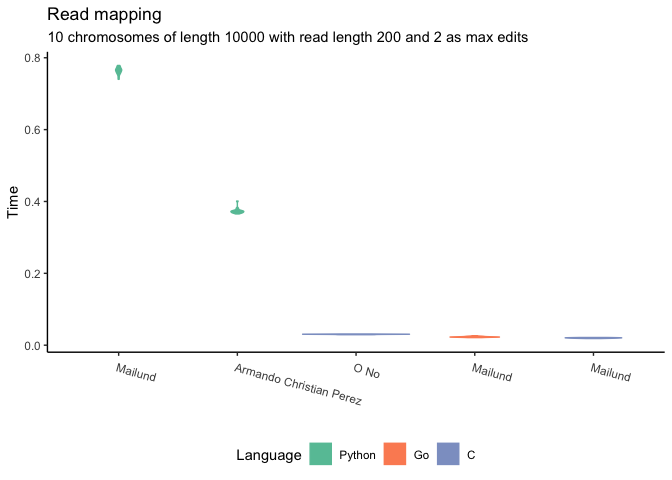 Read mapping
10 chromosomes of length 10000 with read length 200 and 2 as max edits
Time
0.8
0.6
0.4
0.2
0.0
Mailund Armando Christian Perez O No Mailund Mailund
Language Python Go C